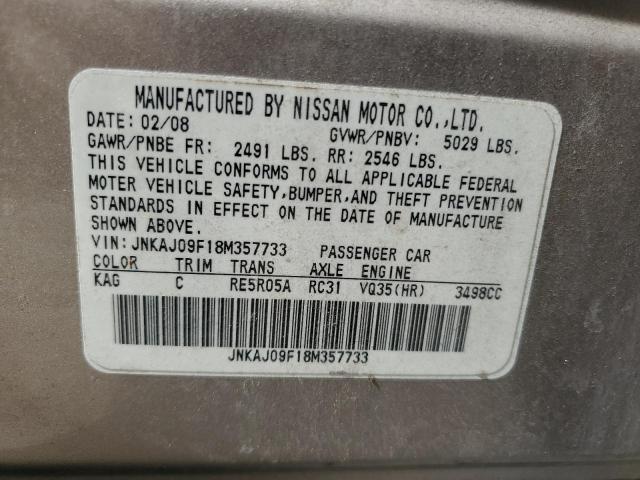 MANUFACTURED BY NISSAN MOTOR CO.,LTD.
DATE: 02/08 GVWR/PNBV: 5029 LBS.
GAWR/PNBE FR: 2491 LBS. RR: 2546 LBS.
THIS VEHICLE CONFORMS TO ALL APPLICABLE FEDERAL
MOTER VEHICLE SAFETY,BUMPER,AND THEFT PREVENTION
STANDARDS IN EFFECT ON THE DATE OF MANUFACTURE
SHOWN ABOVE.
VIN: JNKAJ09F18M357733 PASSENGER CAR
COLOR TRIM TRANS AXLE ENGINE
KAG C RE5R05A RC31 VQ35(HR) 3498CC
JNKAJ09F18M357733